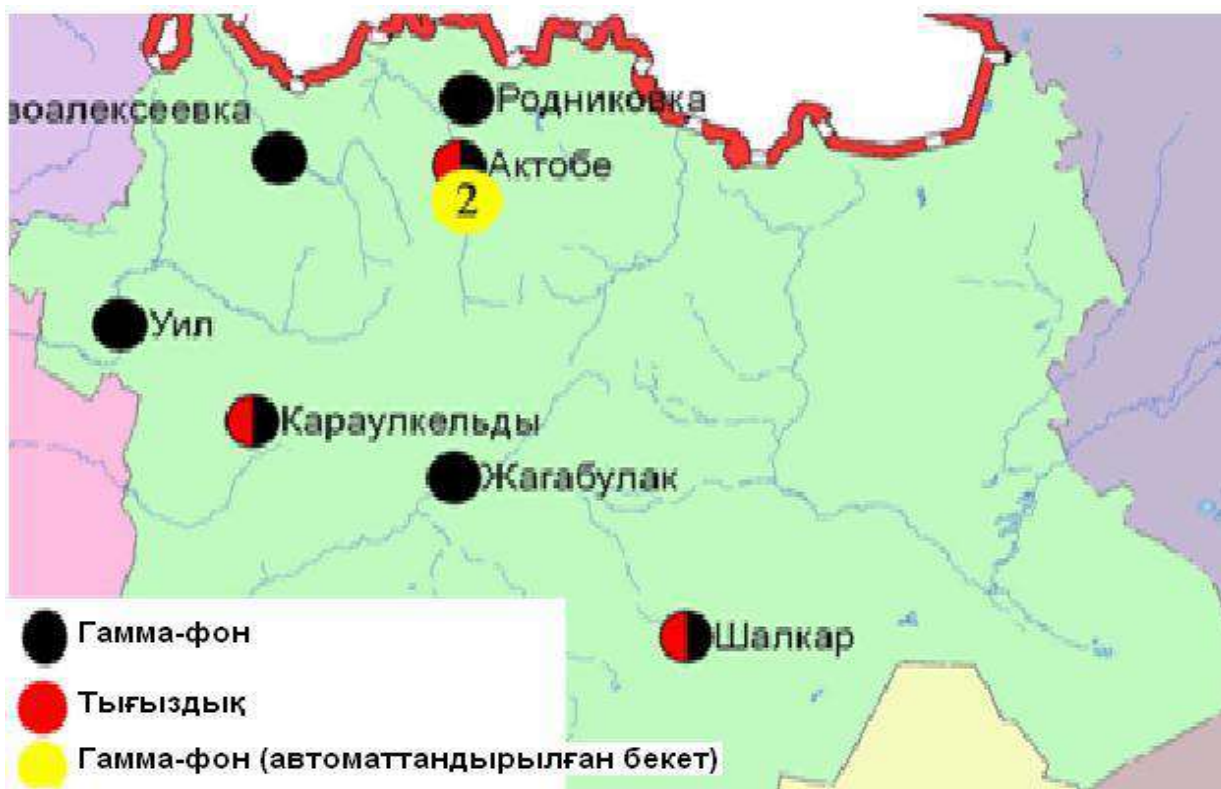 Родниковка
воалексеевка
Актобе
2
Уил
Караулкельды
Жагабулак
Шалкар
Гамма-фон
Тығыздық
Гамма-фон (автоматтандырылған бекет)